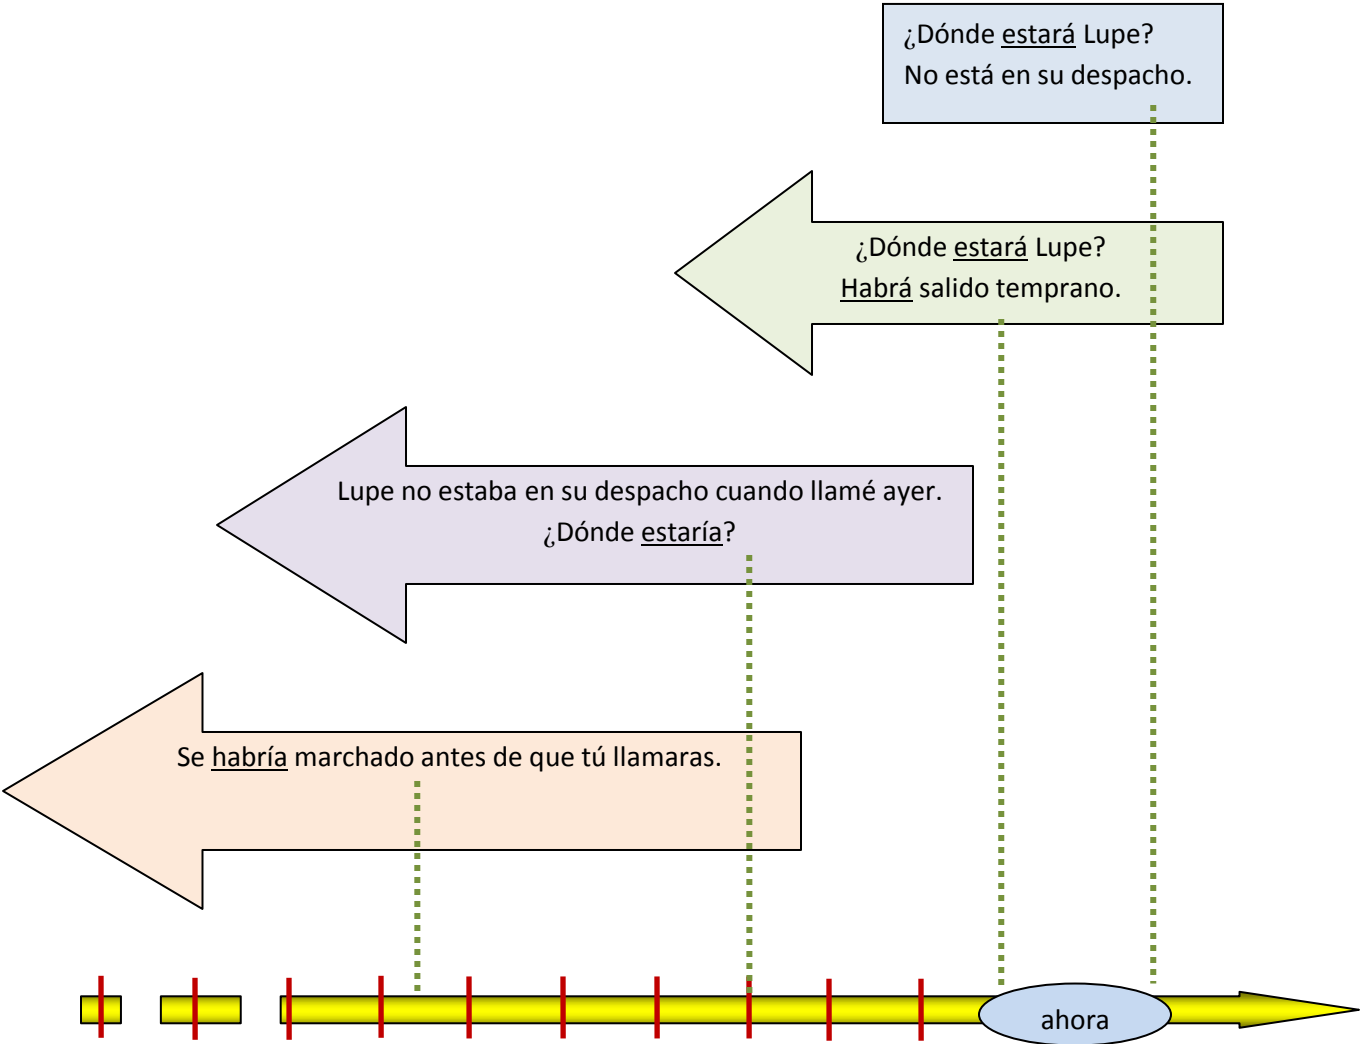 ¿Dónde estará Lupe?
No está en su despacho.
¿Dónde estará Lupe?
Habrá salido temprano.
Lupe no estaba en su despacho cuando llamé ayer.
¿Dónde estaría?
Se habría marchado antes de que tú llamaras.
ahora